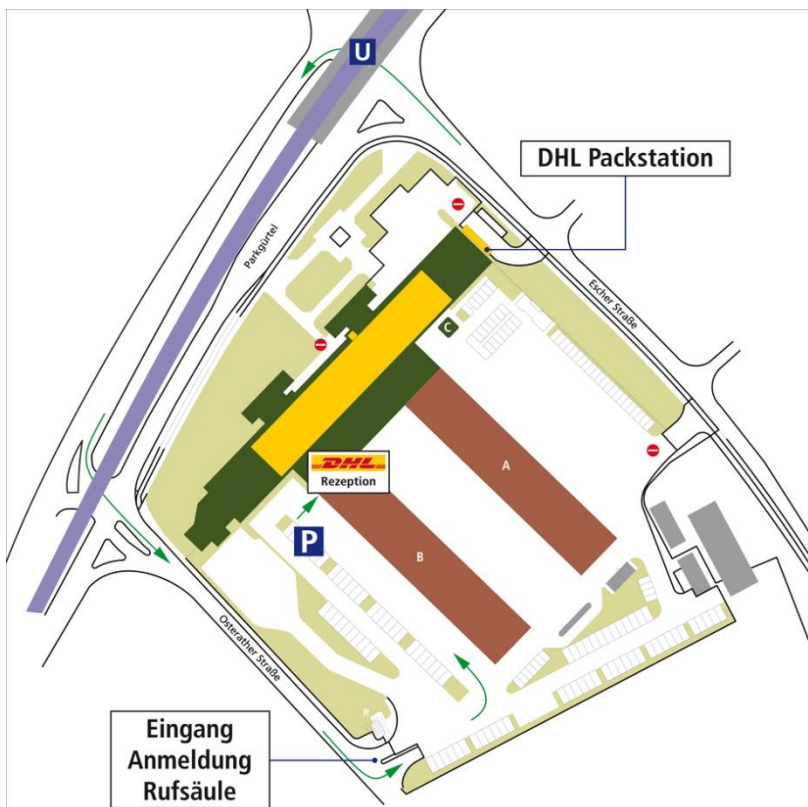 U
DHL Packstation
Parkgürtel
Escher Straße
C
DHL
Rezeption
A
P
B
Osterather Straße
R
Eingang
Anmeldung
Rufsäule